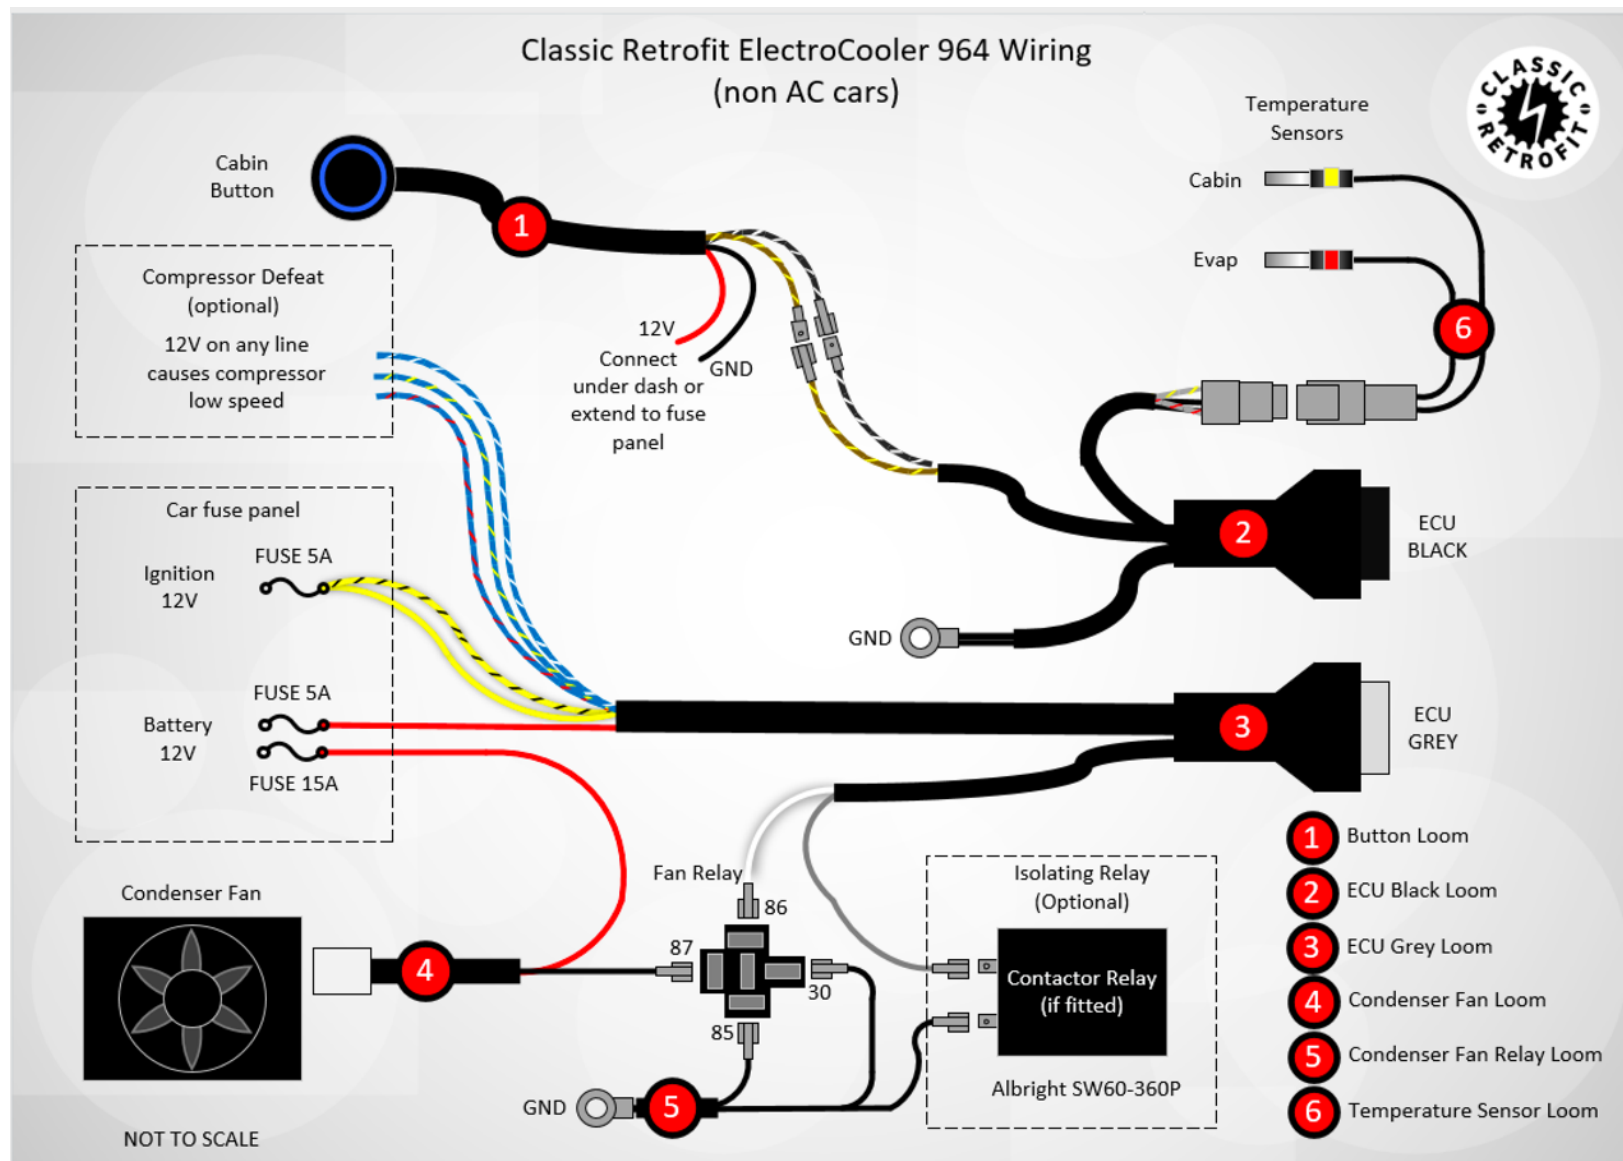 Classic Retrofit ElectroCooler 964 Wiring
(non AC cars)
CLASSIC
RETROFIT
Temperature
Sensors
Cabin
Evap
6
Cabin
Button
1
12V
GND
Connect
under dash or
extend to fuse
panel
Compressor Defeat
(optional)
12V on any line
causes compressor
low speed
2
ECU
BLACK
GND
Car fuse panel
FUSE 5A
Ignition
12V
FUSE 5A
Battery
12V
FUSE 15A
3
ECU
GREY
Condenser Fan
4
Fan Relay
86
87
30
85
GND
5
Isolating Relay
(Optional)
Contactor Relay
(if fitted)
Albright SW60-360P
1 Button Loom
2 ECU Black Loom
3 ECU Grey Loom
4 Condenser Fan Loom
5 Condenser Fan Relay Loom
6 Temperature Sensor Loom
NOT TO SCALE